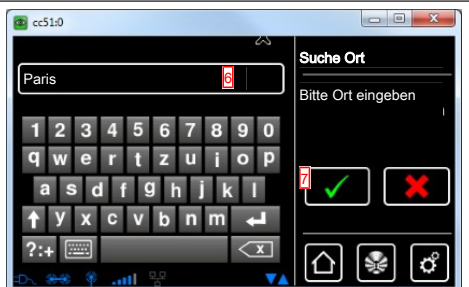 cc51:0
Suche Ort
Paris
6
Bitte Ort eingeben
1 2 3 4 5 6 7 8 9 0
q w e r t z u i o p
7
a s d f g h j k l
y x c v b n m
?:+
x